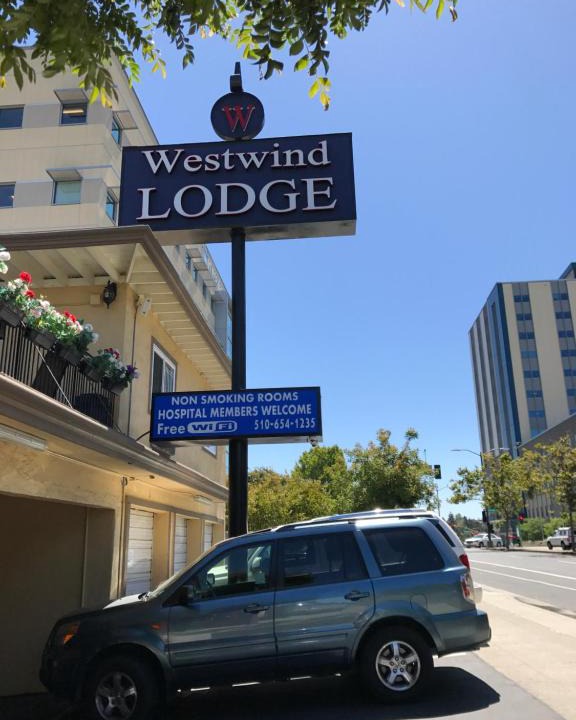 W
Westwind
LODGE
NON SMOKING ROOMS
HOSPITAL MEMBERS WELCOME
Free WiFi 510-654-1235